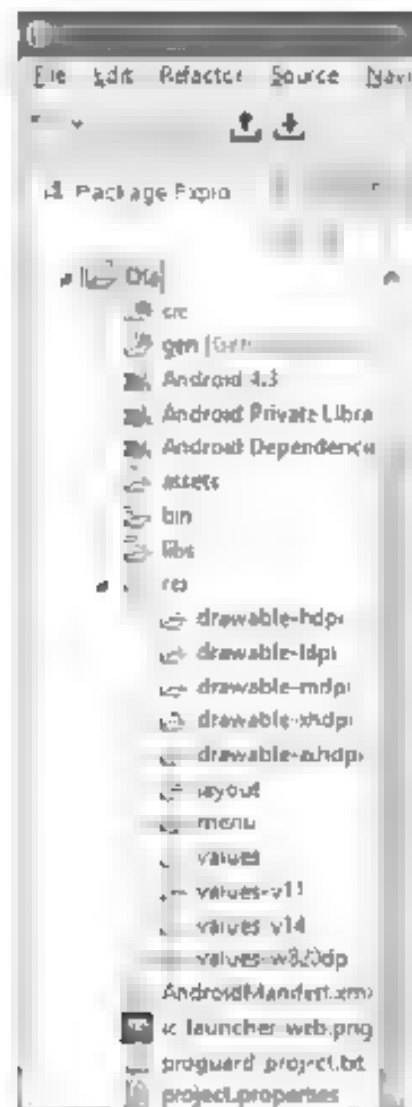 File Edit Refactor Source Navi
Package Explo
src
gen [Gen
Android 4.3
Android Private Libra
Android Dependencie
assets
bin
libs
res
drawable-hdpi
drawable-ldpi
drawable-mdpi
drawable-xhdpi
drawable-xxhdpi
layout
menu
values
values-v11
values-v14
values-w820dp
AndroidManifest.xml
ic_launcher-web.png
proguard-project.txt
project.properties